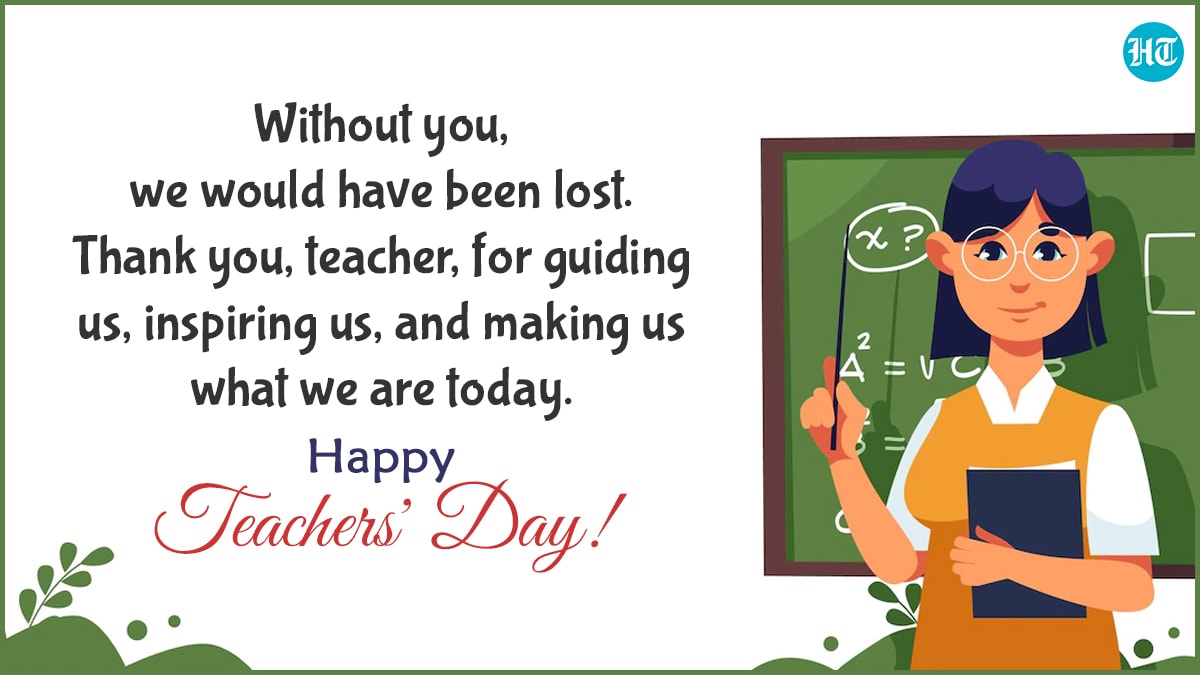 HT
Without you,
we would have been lost.
Thank you, teacher, for guiding
us, inspiring us, and making us
what we are today.
Happy
Teachers' Day!
x ?
A² = V C
² =